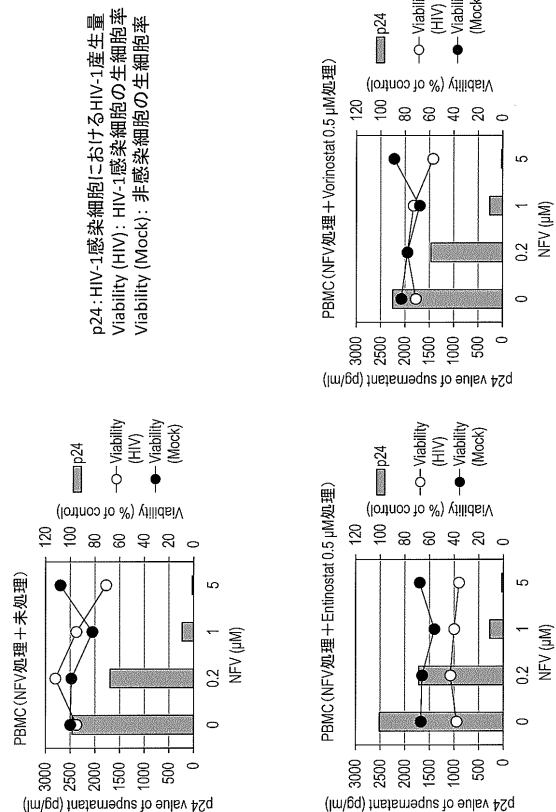 p24：HIV-1感染細胞におけるHIV-1産生量
Viability (HIV)：HIV-1感染細胞の生細胞率
Viability (Mock)：非感染細胞の生細胞率
PBMC（NFV処理＋未処理）
p24 value of supernatant (pg/ml)
3000
2500
2000
1500
1000
500
0
120
100
80
60
40
20
0
Viability (% of control)
0
0.2
1
5
NFV (μM)
p24
Viability
(HIV)
Viability
(Mock)
PBMC（NFV処理＋Entinostat 0.5 μM処理）
p24 value of supernatant (pg/ml)
3000
2500
2000
1500
1000
500
0
120
100
80
60
40
20
0
Viability (% of control)
0
0.2
1
5
NFV (μM)
p24
Viability
(HIV)
Viability
(Mock)
PBMC（NFV処理＋Vorinostat 0.5 μM処理）
p24 value of supernatant (pg/ml)
3000
2500
2000
1500
1000
500
0
120
100
80
60
40
20
0
Viability (% of control)
0
0.2
1
5
NFV (μM)
p24
(HIV)
(Mock)